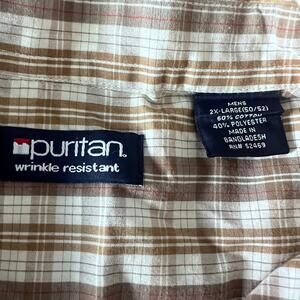 puritan
wrinkle resistant
MENS
2X-LARGE(50/52)
60% COTTON
40% POLYESTER
MADE IN
BANGLADESH
RN# 52469